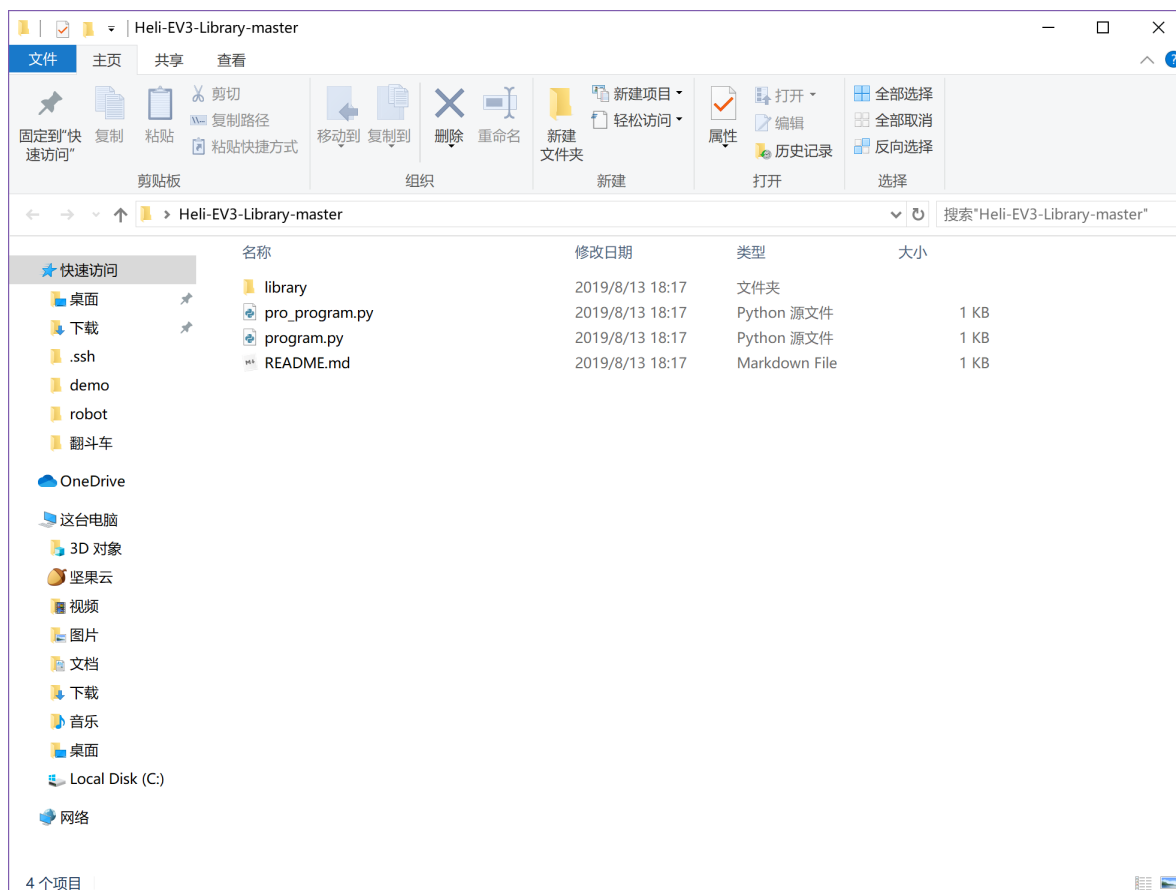 Heli-EV3-Library-master
文件 主页 共享 查看
固定到"快速访问" 复制 粘贴 剪切
复制路径
粘贴快捷方式
移动到 复制到 删除 重命名
新建文件夹 新建项目
轻松访问
属性 打开
编辑
历史记录
全部选择
全部取消
反向选择
剪贴板 组织 新建 打开 选择
Heli-EV3-Library-master 搜索"Heli-EV3-Library-master"
名称 修改日期 类型 大小
library 2019/8/13 18:17 文件夹
pro_program.py 2019/8/13 18:17 Python 源文件 1 KB
program.py 2019/8/13 18:17 Python 源文件 1 KB
README.md 2019/8/13 18:17 Markdown File 1 KB
快速访问
桌面
下载
.ssh
demo
robot
翻斗车
OneDrive
这台电脑
3D 对象
坚果云
视频
图片
文档
下载
音乐
桌面
Local Disk (C:)
网络
4 个项目